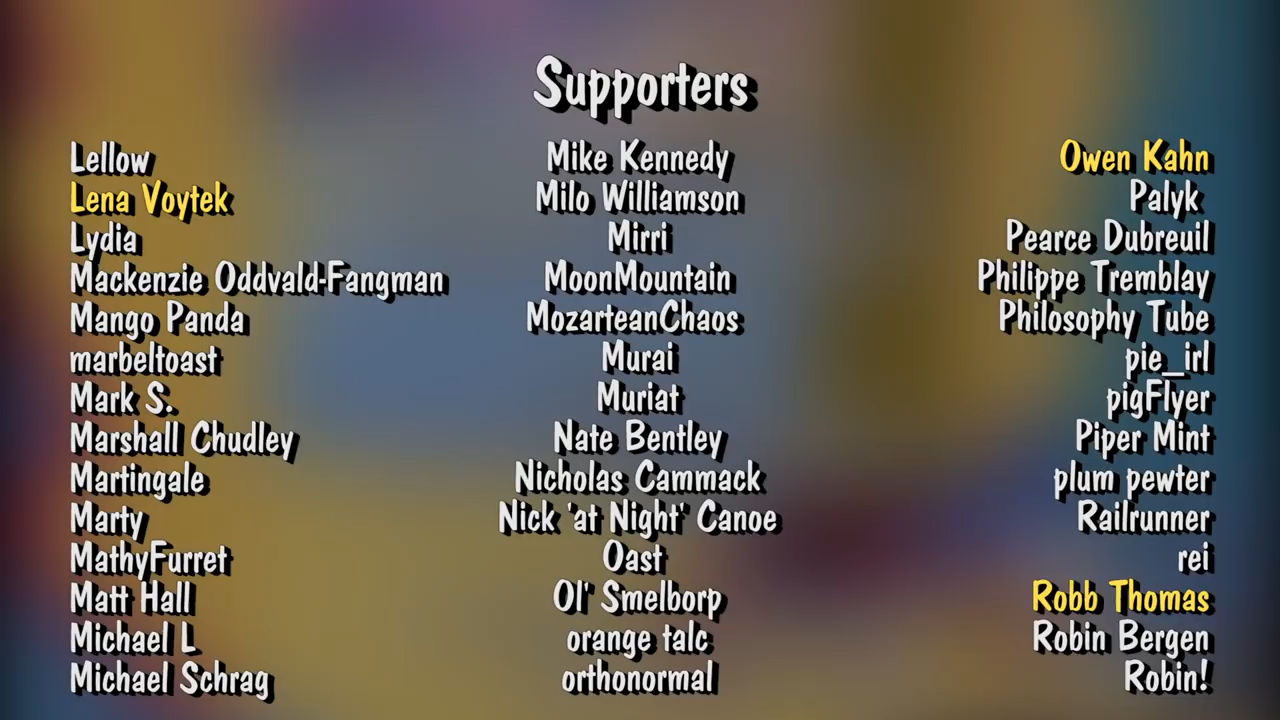 Supporters
Lellow
Lena Voytek
Lydia
Mackenzie Oddvald-Fangman
Mango Panda
marbeltoast
Mark S.
Marshall Chudley
Martingale
Marty
MathyFurret
Matt Hall
Michael L
Michael Schrag
Mike Kennedy
Milo Williamson
Mirri
MoonMountain
MozarteanChaos
Murai
Muriat
Nate Bentley
Nicholas Cammack
Nick 'at Night' Canoe
Oast
Ol' Smelborp
orange talc
orthonormal
Owen Kahn
Palyk
Pearce Dubreuil
Philippe Tremblay
Philosophy Tube
pie_irl
pigFlyer
Piper Mint
plum pewter
Railrunner
rei
Robb Thomas
Robin Bergen
Robin!